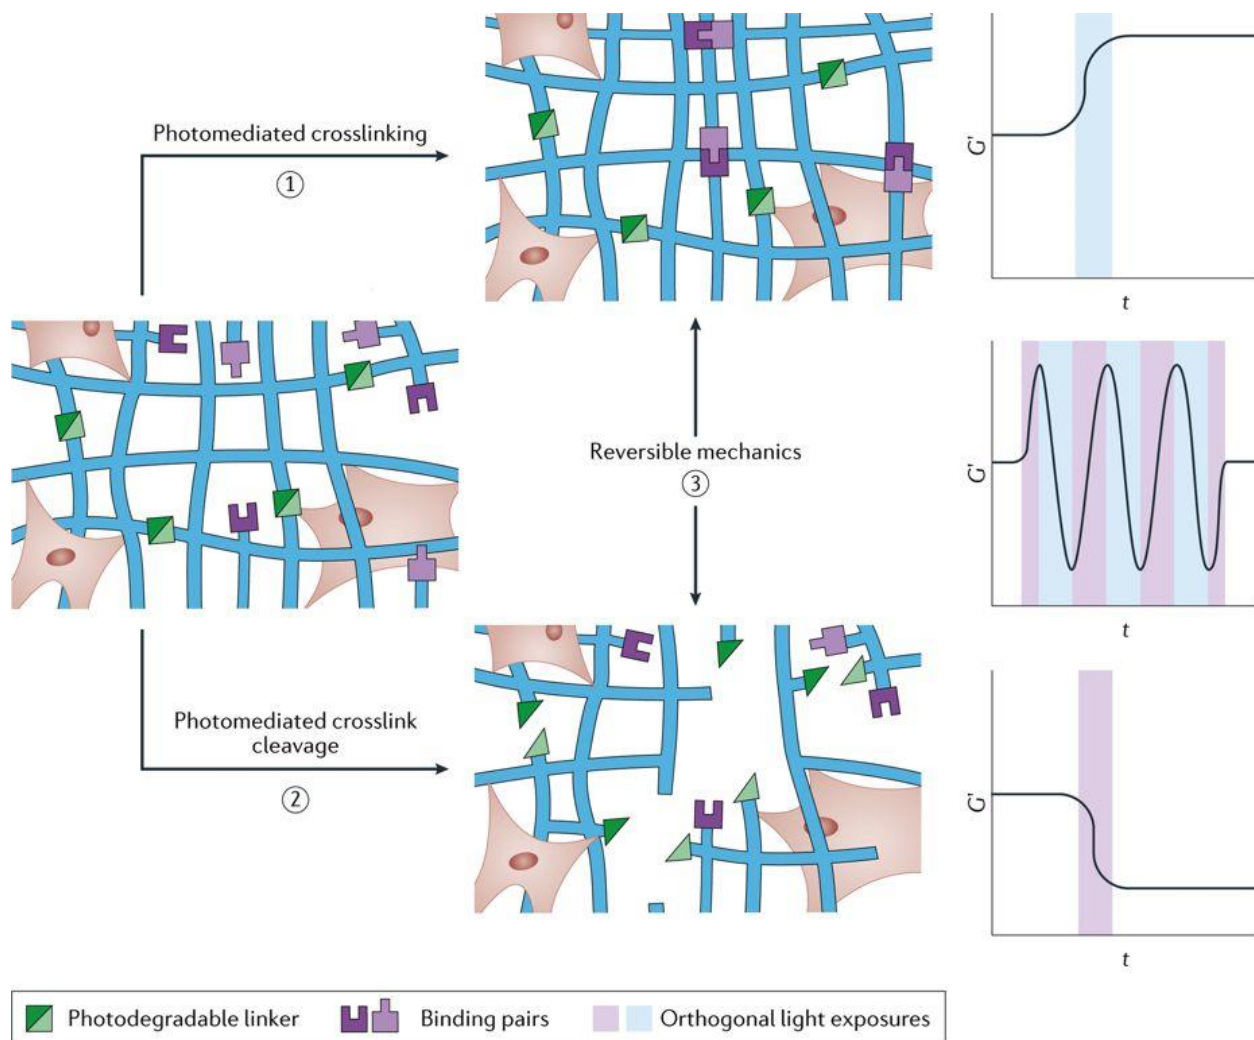 Photomediated crosslinking
①
G'
t
Reversible mechanics
③
G'
t
Photomediated crosslink
cleavage
②
G'
t
Photodegradable linker
Binding pairs
Orthogonal light exposures